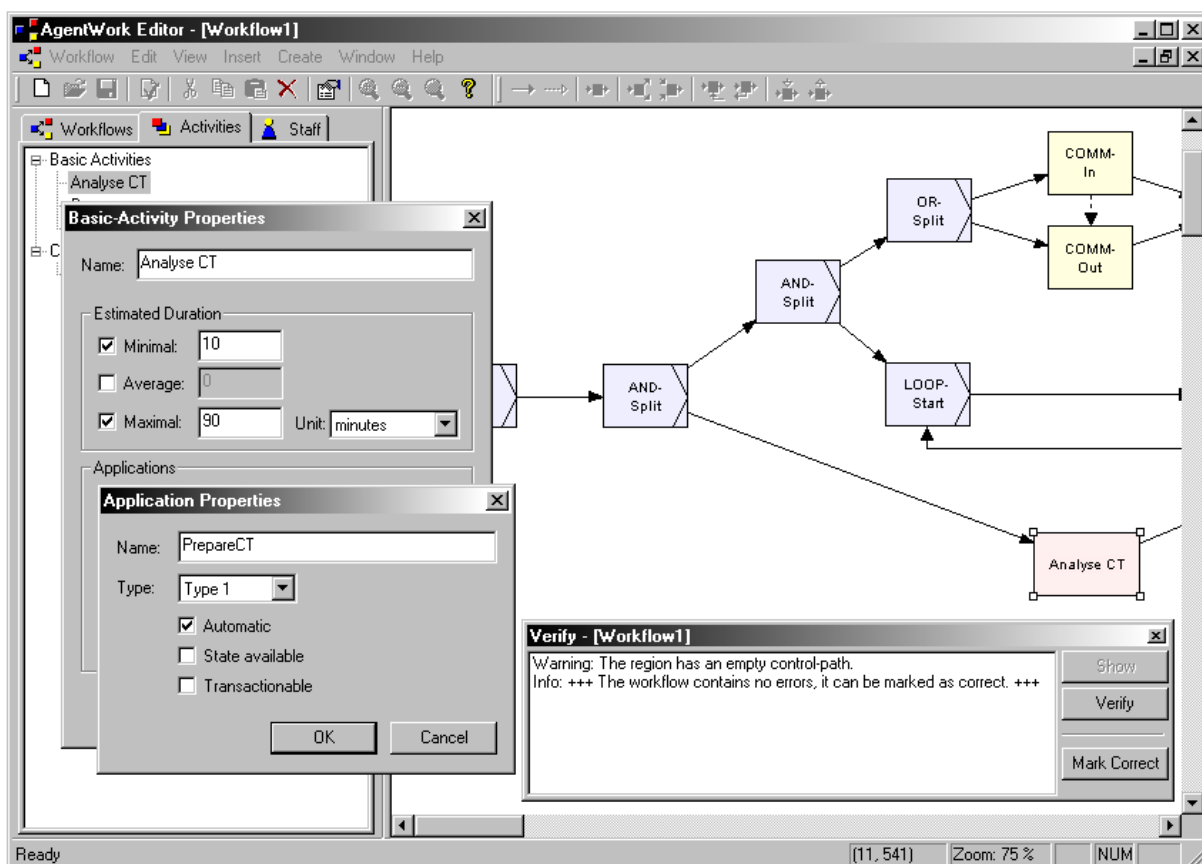 AgentWork Editor - [Workflow1]
Workflow Edit View Insert Create Window Help
Workflows Activities Staff
Basic Activities
Analyse CT
Basic-Activity Properties
Name: Analyse CT
Estimated Duration
Minimal: 10
Average: 0
Maximal: 90 Unit: minutes
Applications
Application Properties
Name: PrepareCT
Type: Type 1
Automatic
State available
Transactionable
OK Cancel
COMM-
In
OR-
Split
COMM-
Out
AND-
Split
AND-
Split
LOOP-
Start
Analyse CT
Verify - [Workflow1]
Warning: The region has an empty control-path.
Info: +++ The workflow contains no errors, it can be marked as correct. +++
Show
Verify
Mark Correct
Ready (11, 541) Zoom: 75 % NUM